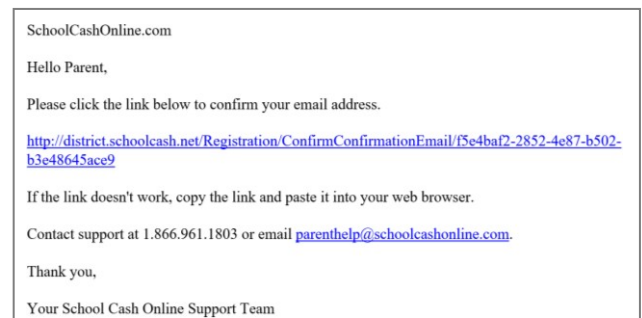 SchoolCashOnline.com
Hello Parent,
Please click the link below to confirm your email address.
http://district.schoolcash.net/Registration/ConfirmConfirmationEmail/f5e4baf2-2852-4e87-b502-
b3e48645ace9
If the link doesn't work, copy the link and paste it into your web browser.
Contact support at 1.866.961.1803 or email parenthelp@schoolcashonline.com.
Thank you,
Your School Cash Online Support Team